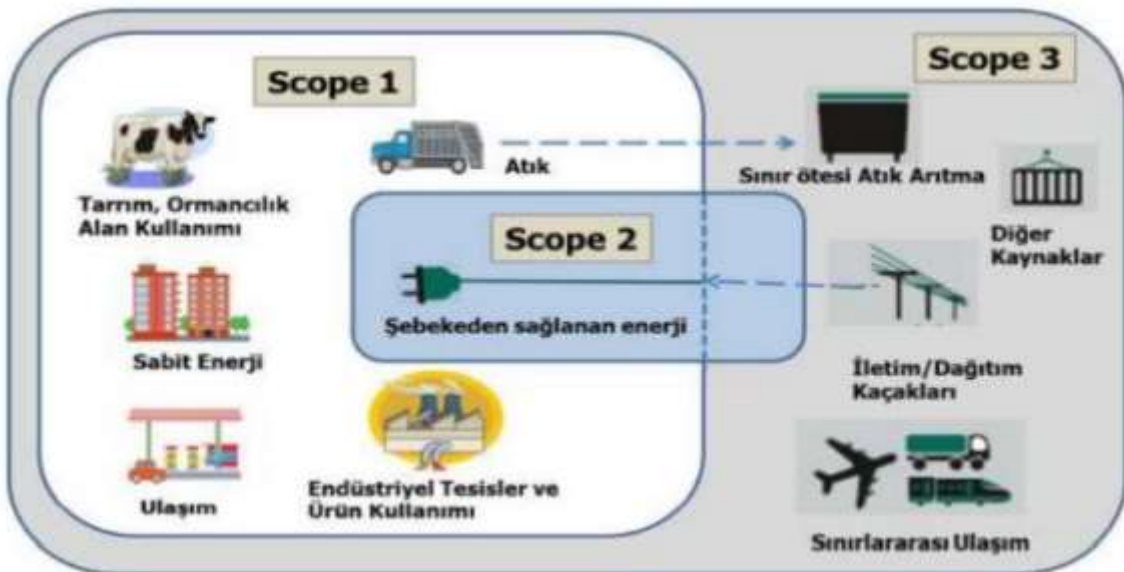 Scope 1
Scope 3
Atık
Sınır ötesi Atık Arıtma
Tarrım, Ormancılık
Alan Kullanımı
Scope 2
Diğer
Kaynaklar
Şebekeden sağlanan enerji
Sabit Enerji
İletim/Dağıtım
Kaçakları
Ulaşım
Endüstriyel Tesisler ve
Ürün Kullanımı
Sınırlararası Ulaşım